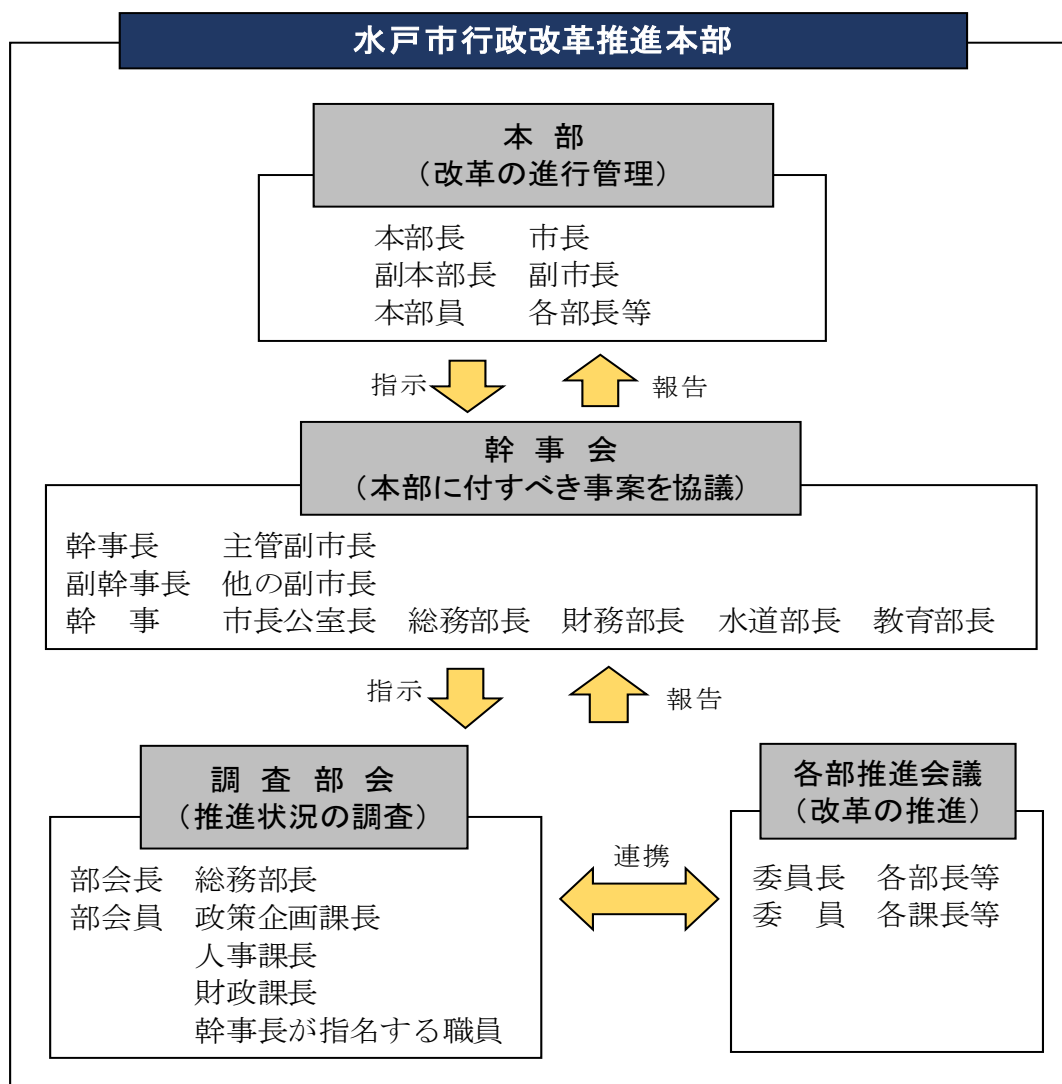 水戸市行政改革推進本部
本 部
（改革の進行管理）
本部長 市長
副本部長 副市長
本部員 各部長等
指示 報告
幹 事 会
（本部に付すべき事案を協議）
幹事長 主管副市長
副幹事長 他の副市長
幹 事 市長公室長 総務部長 財務部長 水道部長 教育部長
指示 報告
調 査 部 会
（推進状況の調査）
部会長 総務部長
部会員 政策企画課長
人事課長
財政課長
幹事長が指名する職員
連携
各部推進会議
（改革の推進）
委員長 各部長等
委 員 各課長等